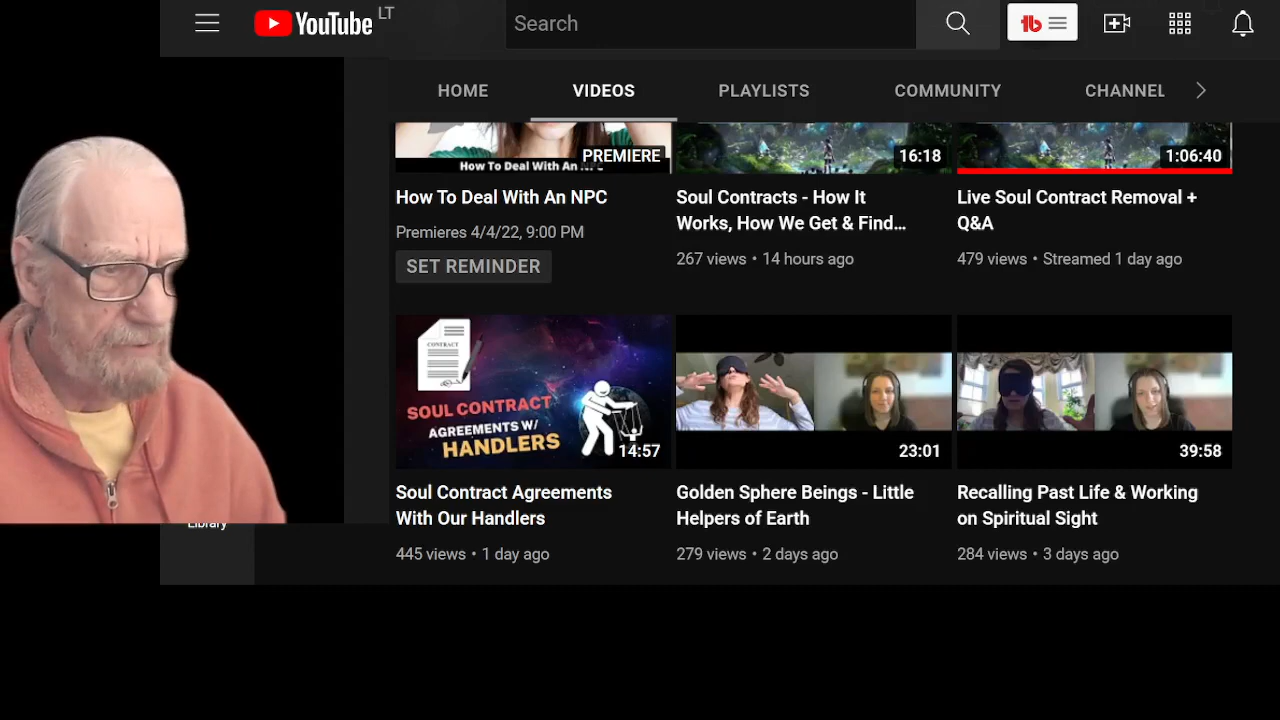 YouTube LT
Search
HOME VIDEOS PLAYLISTS COMMUNITY CHANNEL
How To Deal With An
PREMIERE
16:18
1:06:40
How To Deal With An NPC
Premieres 4/4/22, 9:00 PM
SET REMINDER
Soul Contracts - How It
Works, How We Get & Find...
267 views • 14 hours ago
Live Soul Contract Removal +
Q&A
479 views • Streamed 1 day ago
CONTRACT
SOUL CONTRACT
AGREEMENTS W/
HANDLERS
14:57
23:01
39:58
Soul Contract Agreements
With Our Handlers
445 views • 1 day ago
Golden Sphere Beings - Little
Helpers of Earth
279 views • 2 days ago
Recalling Past Life & Working
on Spiritual Sight
284 views • 3 days ago
Library